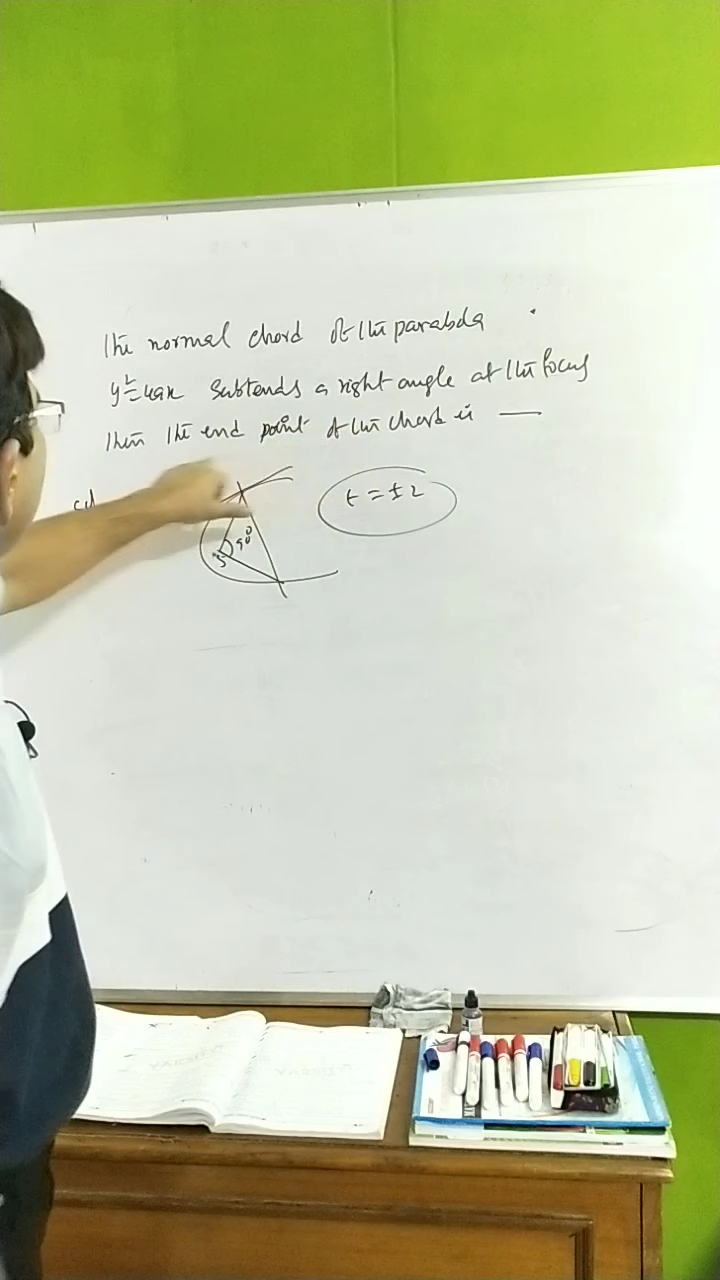 The normal chord of the parabola
y²=4ax subtends a right angle at the focus
then the end point of the chord is —
t = ±2
90°
S